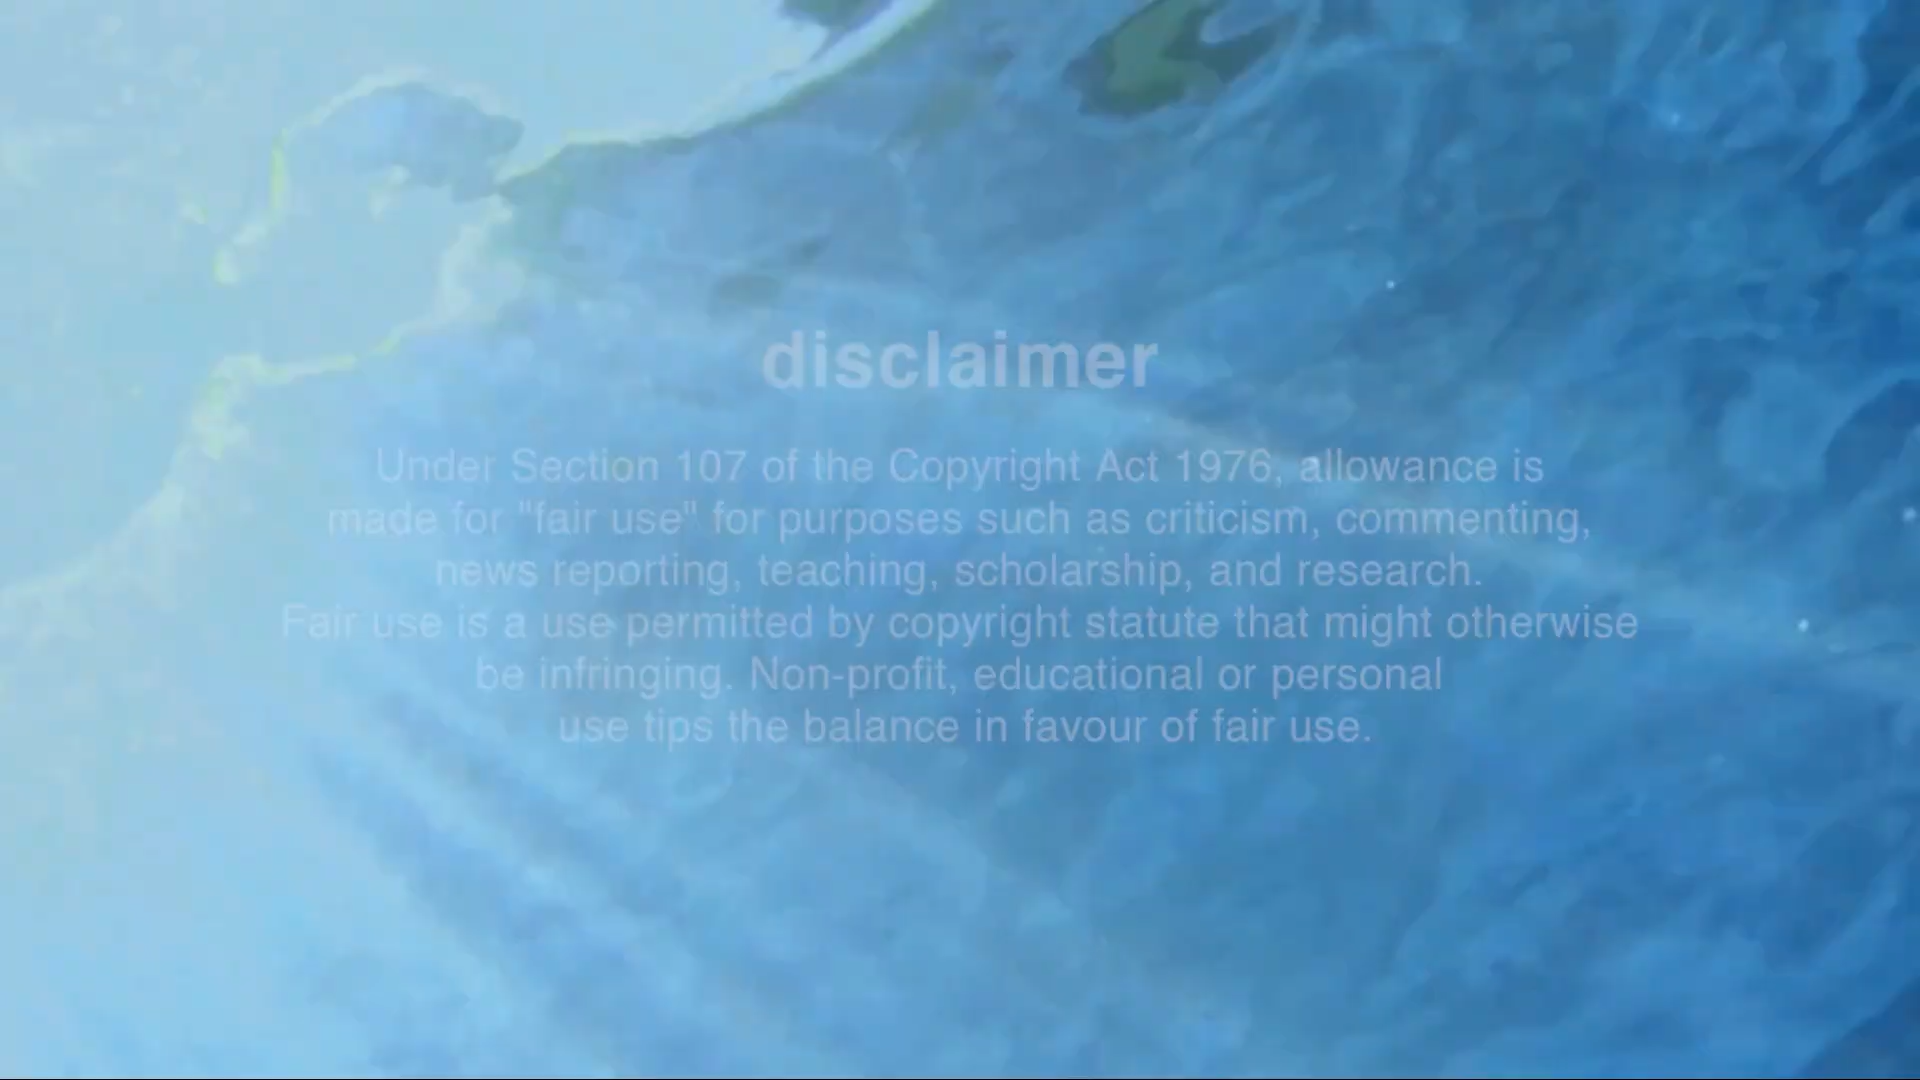 disclaimer
Under Section 107 of the Copyright Act 1976, allowance is
made for "fair use" for purposes such as criticism, commenting,
news reporting, teaching, scholarship, and research.
Fair use is a use permitted by copyright statute that might otherwise
be infringing. Non-profit, educational or personal
use tips the balance in favour of fair use.